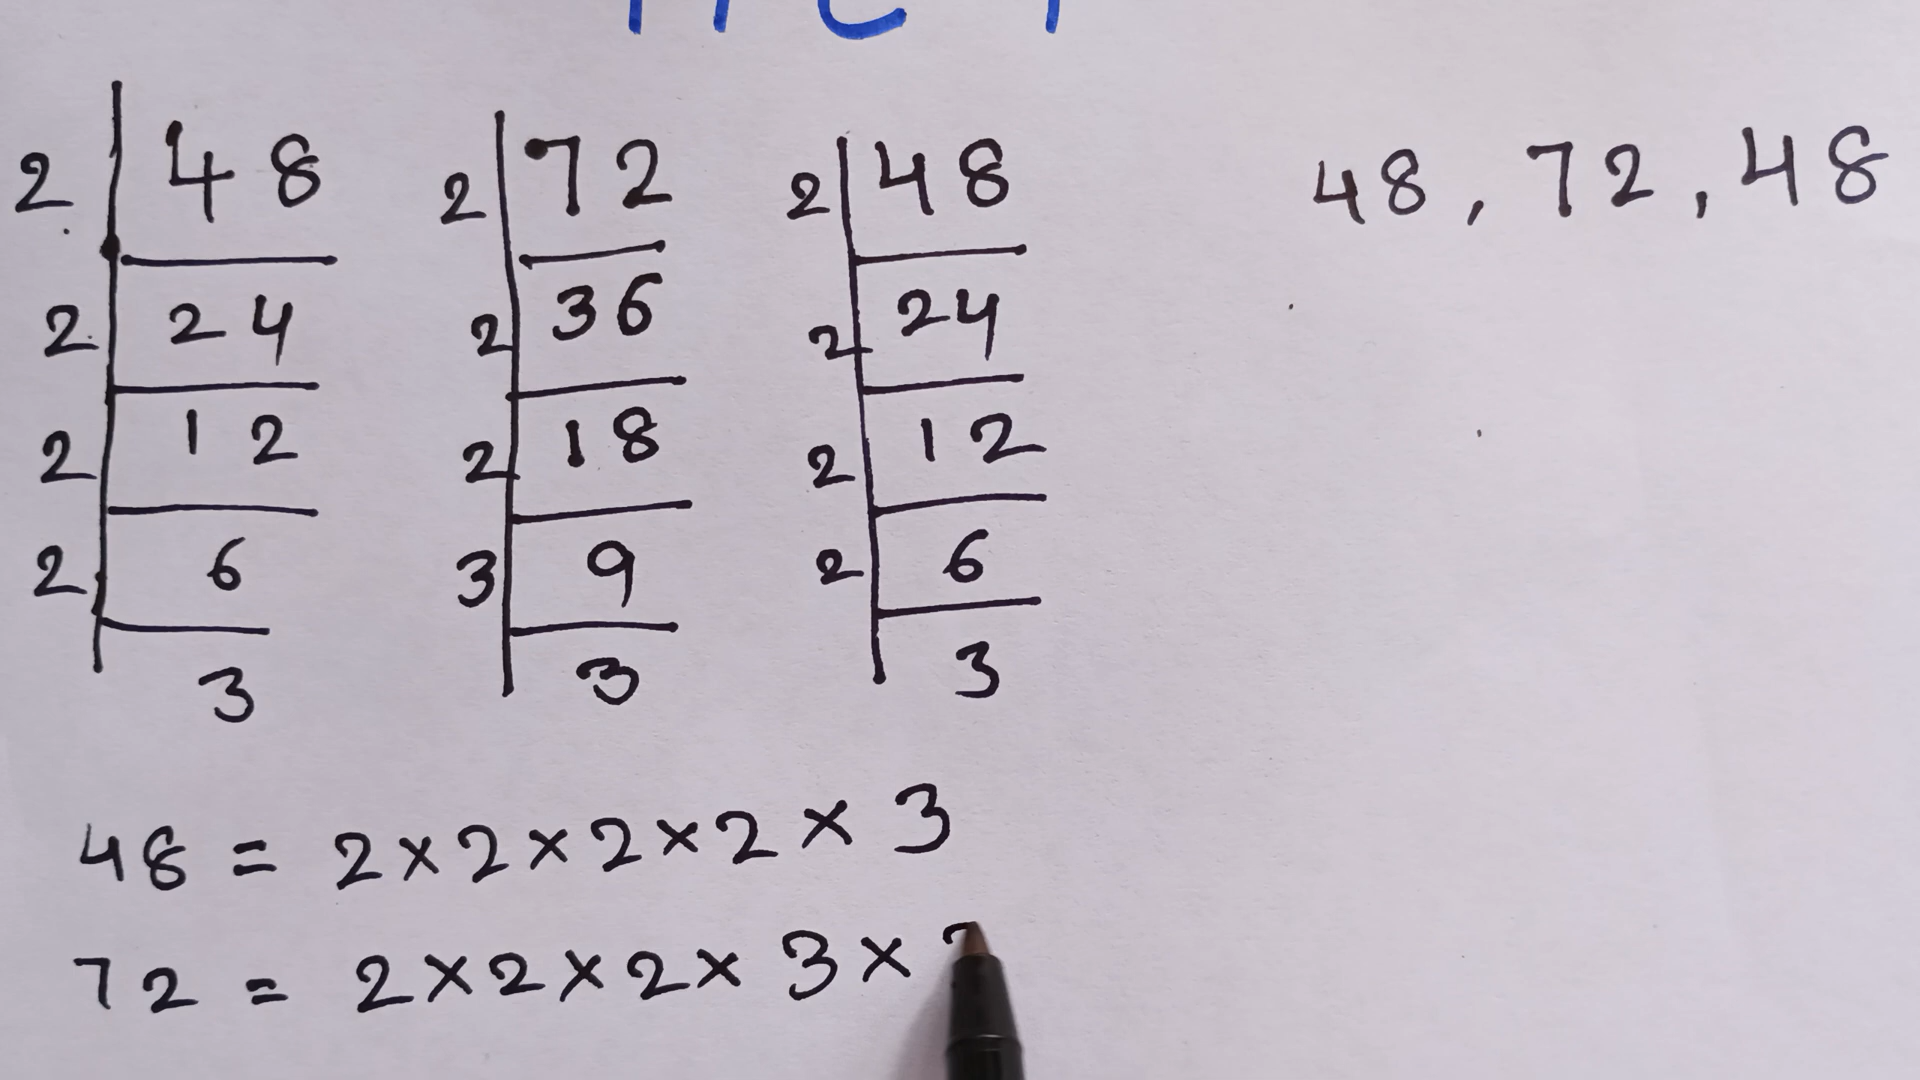 2 48 2 72 2 48 48, 72, 48
2 24 2 36 2 24
2 12 2 18 2 12
2 6 3 9 2 6
3 3 3
48 = 2×2×2×2×3
72 = 2×2×2×3×